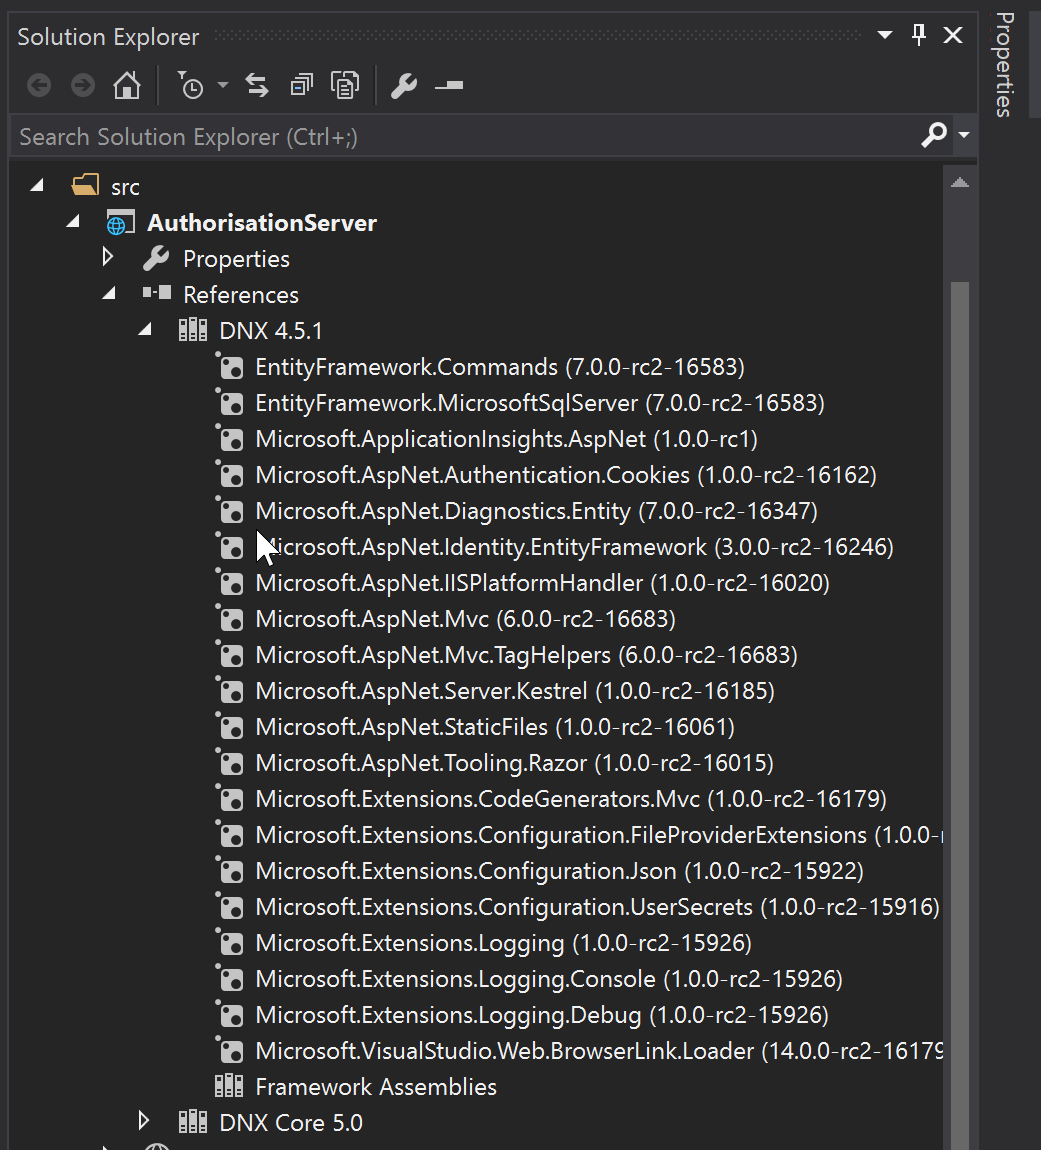 Solution Explorer
Properties
Search Solution Explorer (Ctrl+;)
src
AuthorisationServer
Properties
References
DNX 4.5.1
EntityFramework.Commands (7.0.0-rc2-16583)
EntityFramework.MicrosoftSqlServer (7.0.0-rc2-16583)
Microsoft.ApplicationInsights.AspNet (1.0.0-rc1)
Microsoft.AspNet.Authentication.Cookies (1.0.0-rc2-16162)
Microsoft.AspNet.Diagnostics.Entity (7.0.0-rc2-16347)
Microsoft.AspNet.Identity.EntityFramework (3.0.0-rc2-16246)
Microsoft.AspNet.IISPlatformHandler (1.0.0-rc2-16020)
Microsoft.AspNet.Mvc (6.0.0-rc2-16683)
Microsoft.AspNet.Mvc.TagHelpers (6.0.0-rc2-16683)
Microsoft.AspNet.Server.Kestrel (1.0.0-rc2-16185)
Microsoft.AspNet.StaticFiles (1.0.0-rc2-16061)
Microsoft.AspNet.Tooling.Razor (1.0.0-rc2-16015)
Microsoft.Extensions.CodeGenerators.Mvc (1.0.0-rc2-16179)
Microsoft.Extensions.Configuration.FileProviderExtensions (1.0.0-
Microsoft.Extensions.Configuration.Json (1.0.0-rc2-15922)
Microsoft.Extensions.Configuration.UserSecrets (1.0.0-rc2-15916)
Microsoft.Extensions.Logging (1.0.0-rc2-15926)
Microsoft.Extensions.Logging.Console (1.0.0-rc2-15926)
Microsoft.Extensions.Logging.Debug (1.0.0-rc2-15926)
Microsoft.VisualStudio.Web.BrowserLink.Loader (14.0.0-rc2-16179
Framework Assemblies
DNX Core 5.0